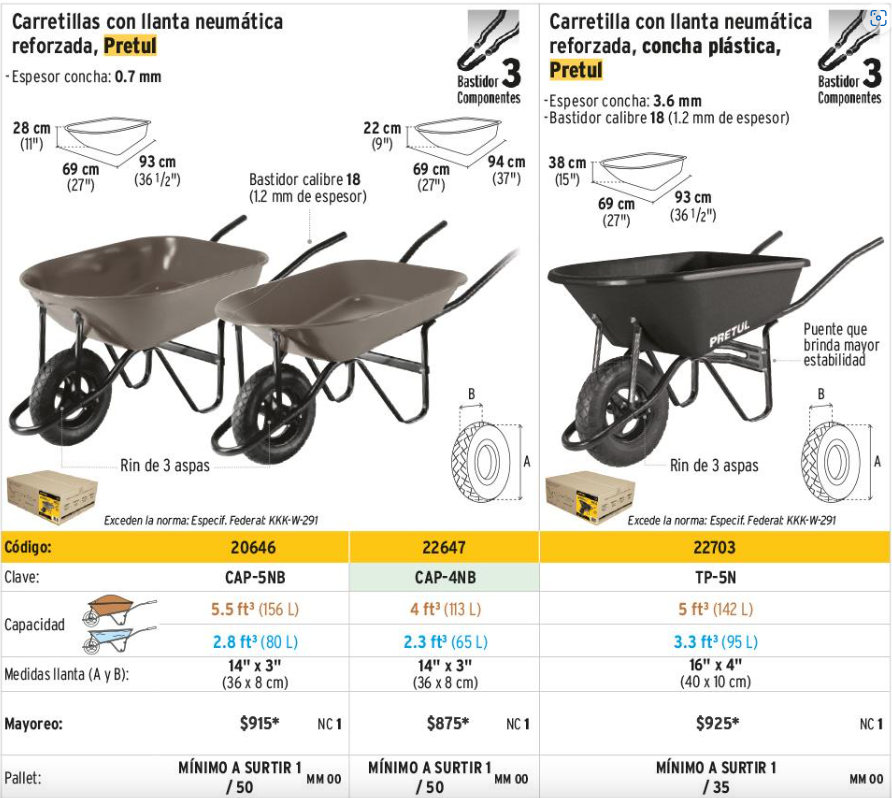 Carretillas con llanta neumática
reforzada, Pretul
- Espesor concha: 0.7 mm
Bastidor 3
Componentes
28 cm
(11")
69 cm
(27")
93 cm
(36 1/2")
22 cm
(9")
69 cm
(27")
94 cm
(37")
Bastidor calibre 18
(1.2 mm de espesor)
Rin de 3 aspas
B
A
Exceden la norma: Especif. Federal: KKK-W-291
Carretilla con llanta neumática
reforzada, concha plástica,
Pretul
- Espesor concha: 3.6 mm
- Bastidor calibre 18 (1.2 mm de espesor)
Bastidor 3
Componentes
38 cm
(15")
69 cm
(27")
93 cm
(36 1/2")
PRETUL
Puente que
brinda mayor
estabilidad
Rin de 3 aspas
B
A
Excede la norma: Especif. Federal: KKK-W-291
Código: 20646 22647 22703
Clave: CAP-5NB CAP-4NB TP-5N
Capacidad
5.5 ft³ (156 L) 4 ft³ (113 L) 5 ft³ (142 L)
2.8 ft³ (80 L) 2.3 ft³ (65 L) 3.3 ft³ (95 L)
Medidas llanta (A y B):
14" x 3" 14" x 3" 16" x 4"
(36 x 8 cm) (36 x 8 cm) (40 x 10 cm)
Mayoreo: $915* NC 1 $875* NC 1 $925* NC 1
Pallet:
MÍNIMO A SURTIR 1 MM 00 MÍNIMO A SURTIR 1 MM 00 MÍNIMO A SURTIR 1 MM 00
/ 50 / 50 / 35